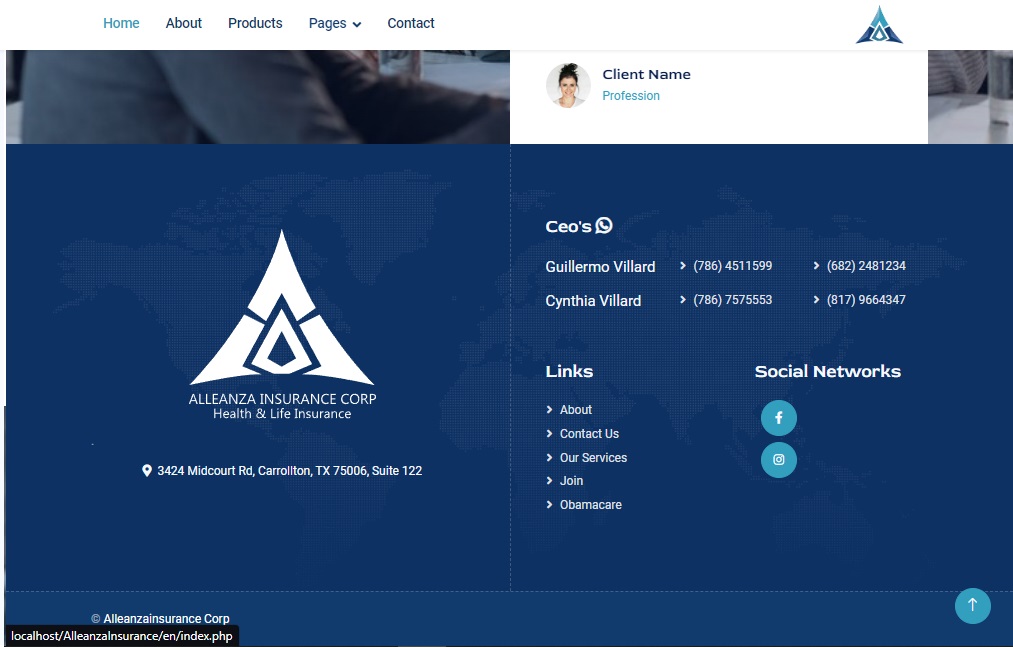 Home About Products Pages Contact
Client Name
Profession
ALLEANZA INSURANCE CORP
Health & Life Insurance
3424 Midcourt Rd, Carrollton, TX 75006, Suite 122
Ceo's
Guillermo Villard (786) 4511599 (682) 2481234
Cynthia Villard (786) 7575553 (817) 9664347
Links
About
Contact Us
Our Services
Join
Obamacare
Social Networks
© Alleanzainsurance Corp
localhost/AlleanzaInsurance/en/index.php